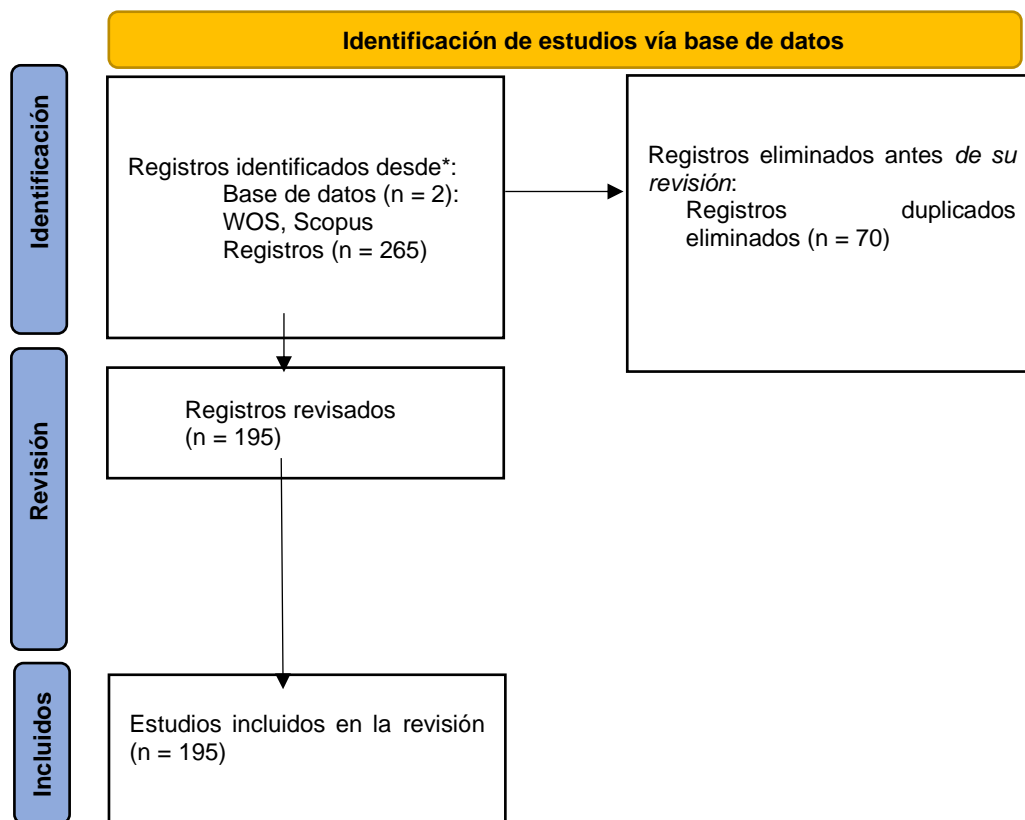 Identificación de estudios vía base de datos
Identificación
Registros identificados desde*:
Base de datos (n = 2):
WOS, Scopus
Registros (n = 265)
Registros eliminados antes de su
revisión:
Registros duplicados
eliminados (n = 70)
Revisión
Registros revisados
(n = 195)
Incluidos
Estudios incluidos en la revisión
(n = 195)